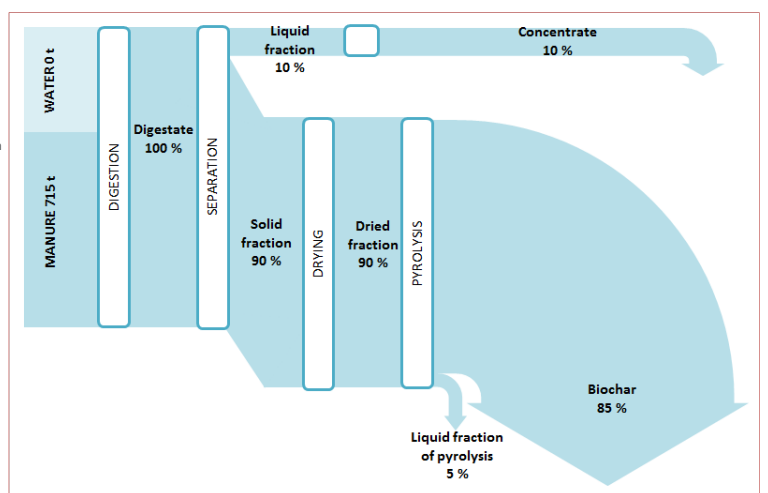 WATER 0 t
MANURE 715 t
DIGESTION
Digestate
100 %
SEPARATION
Liquid
fraction
10 %
Concentrate
10 %
Solid
fraction
90 %
DRYING
Dried
fraction
90 %
PYROLYSIS
Liquid fraction
of pyrolysis
5 %
Biochar
85 %